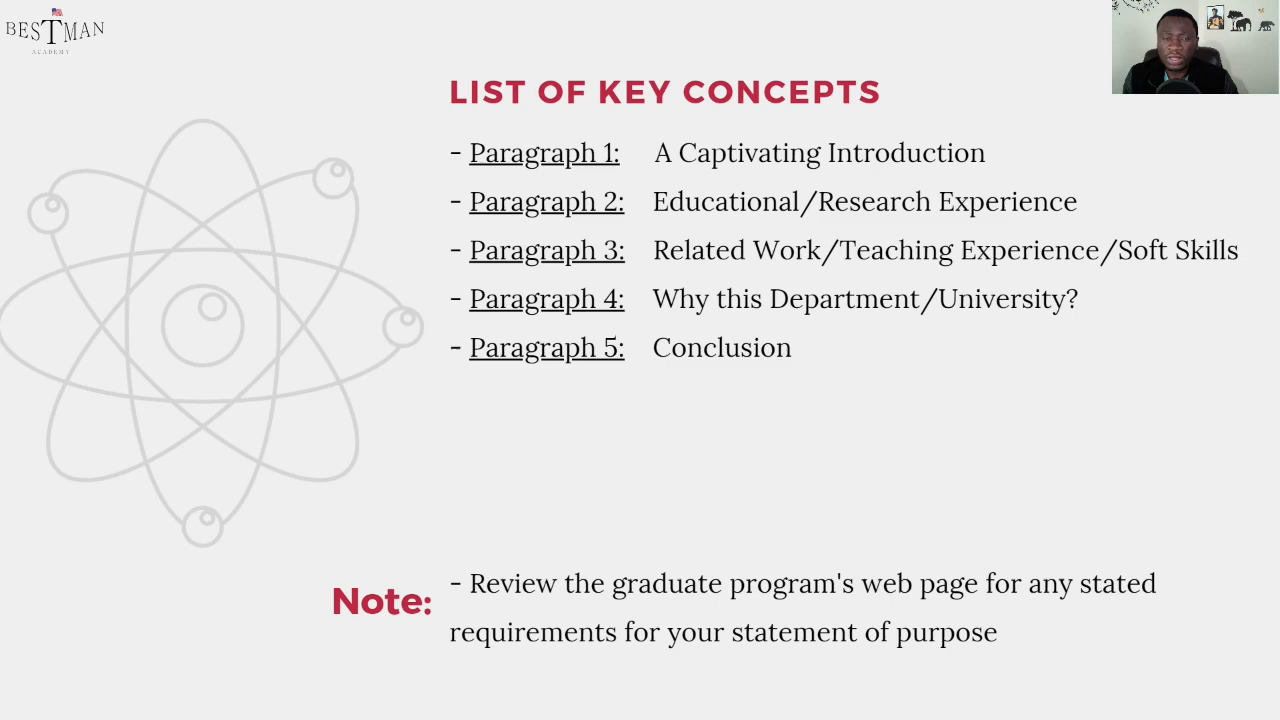 BESTMAN
ACADEMY
LIST OF KEY CONCEPTS
- Paragraph 1: A Captivating Introduction
- Paragraph 2: Educational/Research Experience
- Paragraph 3: Related Work/Teaching Experience/Soft Skills
- Paragraph 4: Why this Department/University?
- Paragraph 5: Conclusion
Note:
- Review the graduate program's web page for any stated
requirements for your statement of purpose